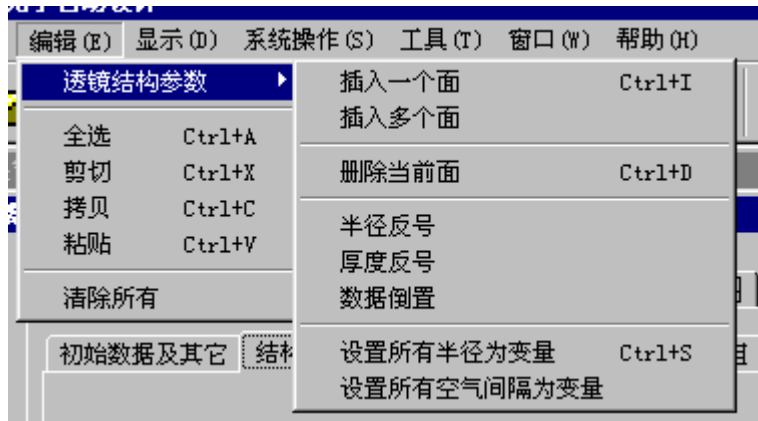 编辑(E) 显示(D) 系统操作(S) 工具(T) 窗口(W) 帮助(H)
透镜结构参数
全选 Ctrl+A
剪切 Ctrl+X
拷贝 Ctrl+C
粘贴 Ctrl+V
清除所有
插入一个面 Ctrl+I
插入多个面
删除当前面 Ctrl+D
半径反号
厚度反号
数据倒置
设置所有半径为变量 Ctrl+S
设置所有空气间隔为变量
初始数据及其它 结构